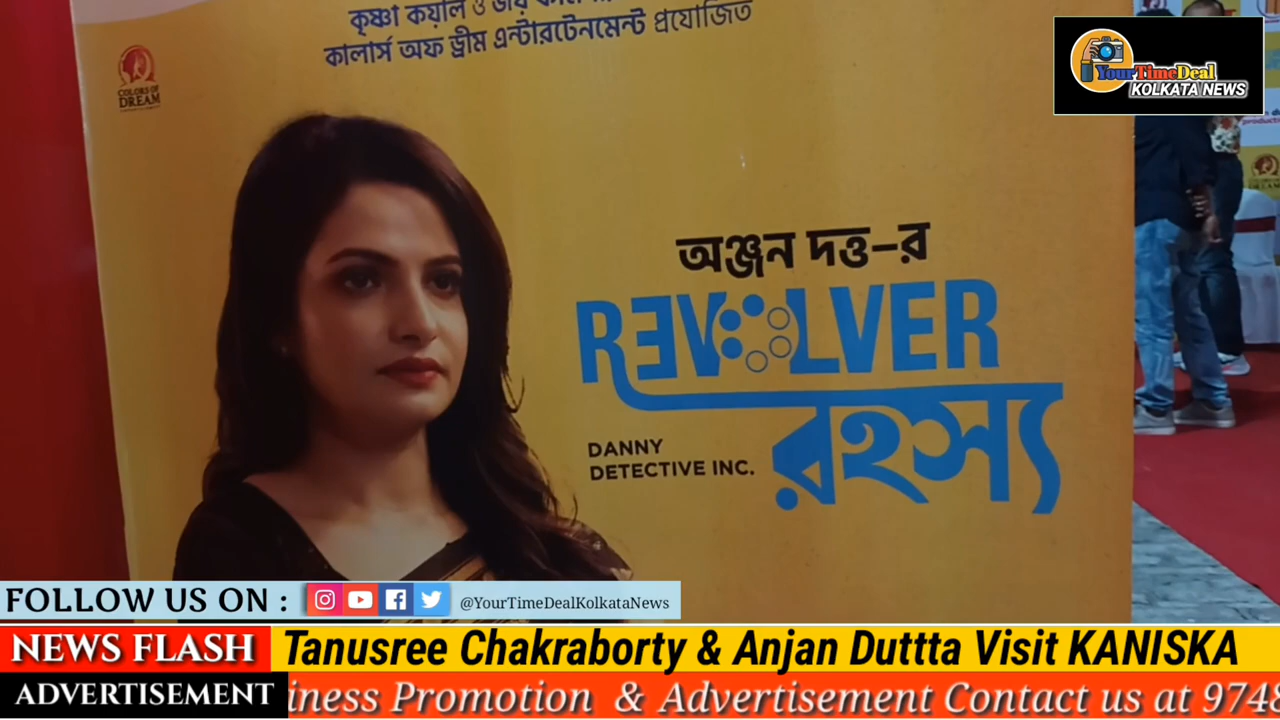 কৃষ্ণা কয়াল ও
কালার্স অফ ড্রীম এন্টারটেনমেন্ট প্রযোজিত
COLORS OF
DREAM
YourTimeDeal
KOLKATA NEWS
অঞ্জন দত্ত-র
REVOLVER
রহস্য
DANNY
DETECTIVE INC.
FOLLOW US ON :
@YourTimeDealKolkataNews
NEWS FLASH
Tanusree Chakraborty & Anjan Duttta Visit KANISKA
ADVERTISEMENT
iness Promotion & Advertisement Contact us at 9748